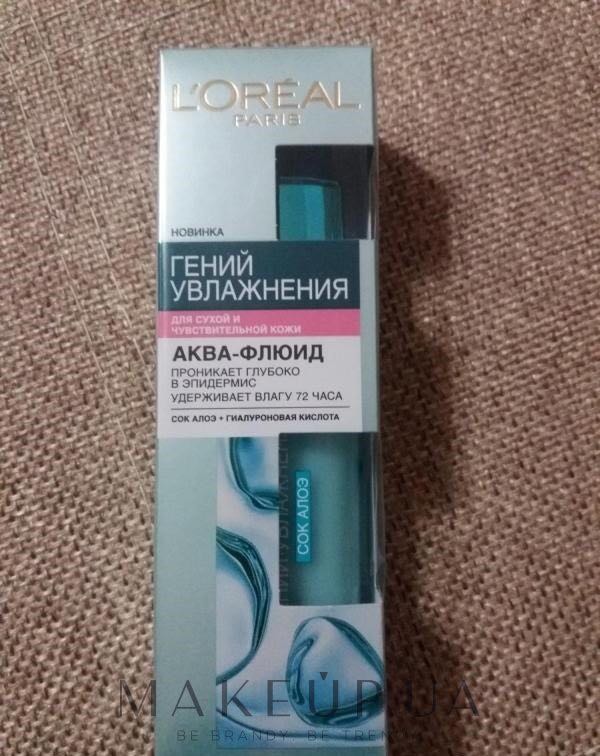 L'ORÉAL
PARIS
НОВИНКА
ГЕНИЙ
УВЛАЖНЕНИЯ
ДЛЯ СУХОЙ И
ЧУВСТВИТЕЛЬНОЙ КОЖИ
АКВА-ФЛЮИД
ПРОНИКАЕТ ГЛУБОКО
В ЭПИДЕРМИС
УДЕРЖИВАЕТ ВЛАГУ 72 ЧАСА
СОК АЛОЭ + ГИАЛУРОНОВАЯ КИСЛОТА
СОК АЛОЭ
MAKEUP.UA
BE BRANDY, BE TRENDY